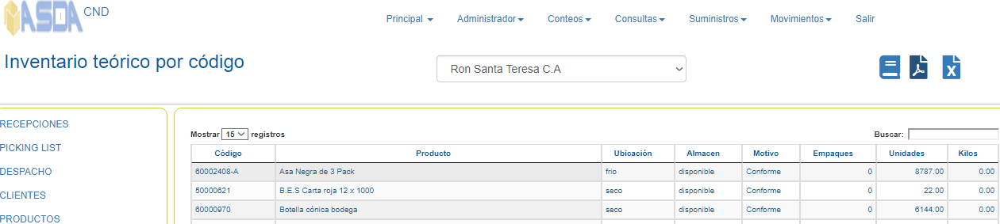 ASDA CND
Principal Administrador Conteos Consultas Suministros Movimientos Salir
Inventario teórico por código
Ron Santa Teresa C.A
RECEPCIONES
PICKING LIST
DESPACHO
CLIENTES
PRODUCTOS
Mostrar 15 registros Buscar:
Código Producto Ubicación Almacen Motivo Empaques Unidades Kilos
60002408-A Asa Negra de 3 Pack frio disponible Conforme 0 8787.00 0.00
50000621 B.E.S Carta roja 12 x 1000 seco disponible Conforme 0 22.00 0.00
60000970 Botella cónica bodega seco disponible Conforme 0 6144.00 0.00